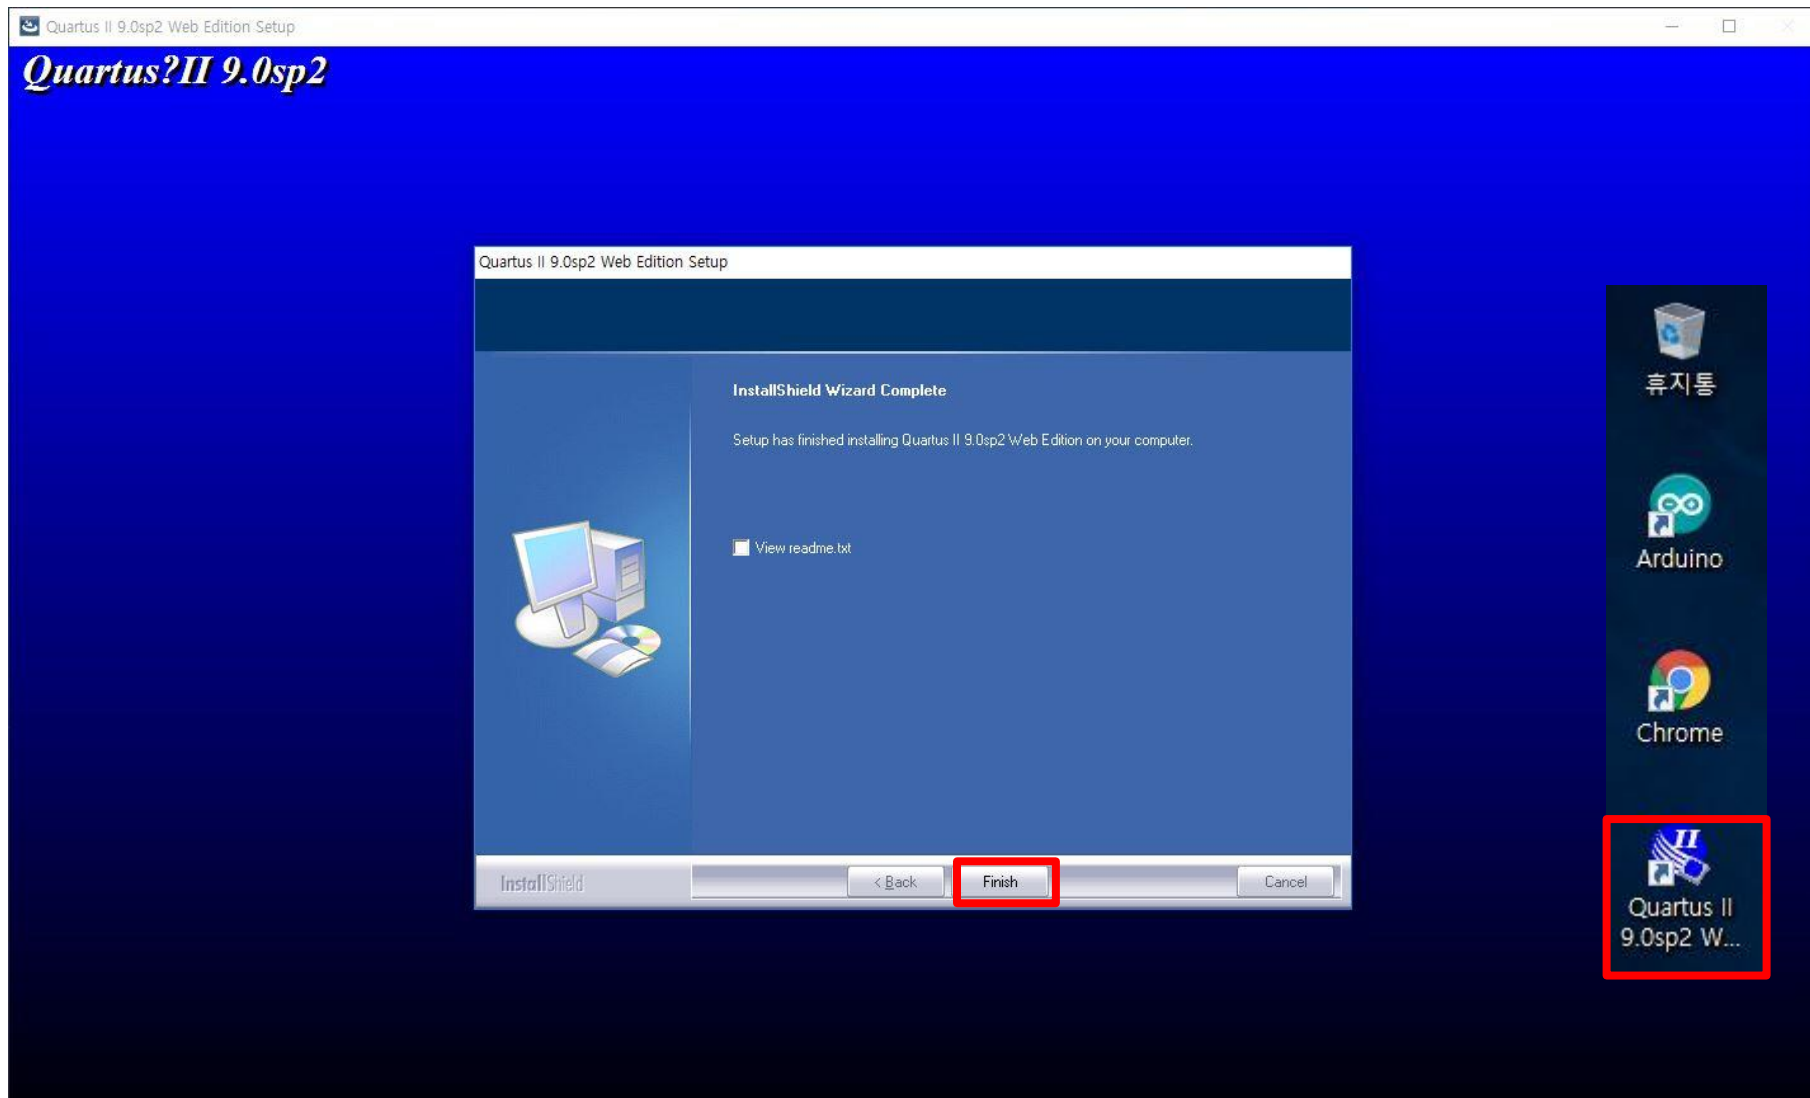 Quartus II 9.0sp2 Web Edition Setup
Quartus?II 9.0sp2
Quartus II 9.0sp2 Web Edition Setup
InstallShield Wizard Complete
Setup has finished installing Quartus II 9.0sp2 Web Edition on your computer.
View readme.txt
InstallShield
< Back
Finish
Cancel
휴지통
Arduino
Chrome
II
Quartus II
9.0sp2 W...